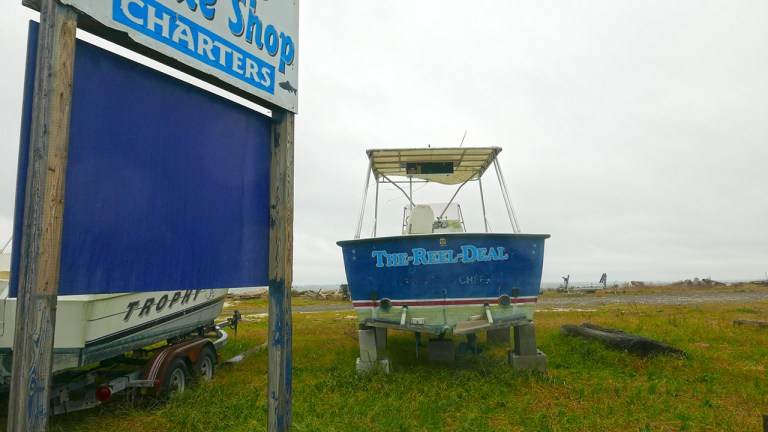 Shop
CHARTERS
THE-REEL-DEAL
TROPHY